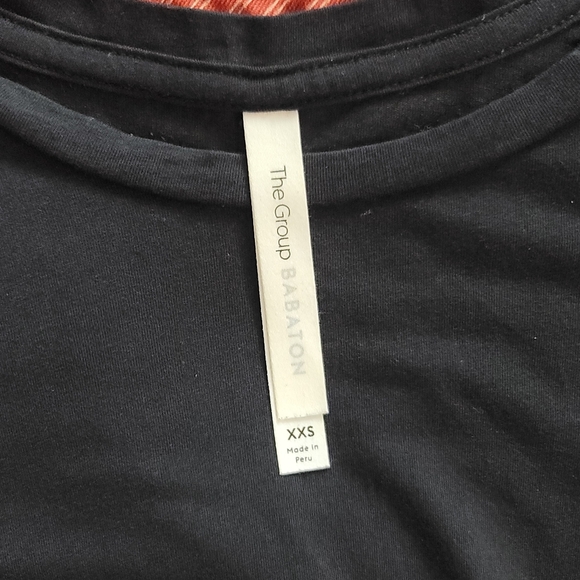 The Group BABATON
XXS
Made in
Peru